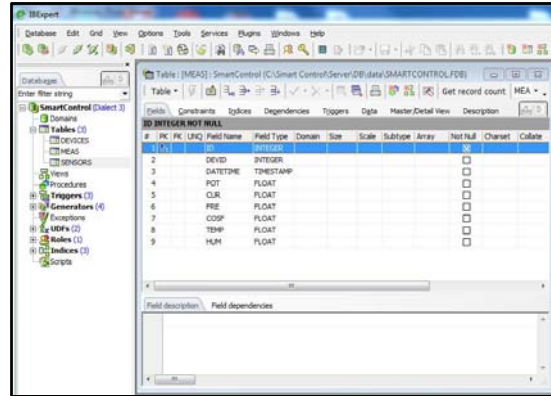 IBExpert
Database Edit Grid View Options Tools Services Plugins Windows Help
Databases
Enter filter string
SmartControl (Dialect 3)
Domains
Tables (3)
DEVICES
MEAS
SENSORS
Views
Procedures
Triggers (3)
Generators (4)
Exceptions
UDFs (2)
Roles (1)
Indices (3)
Scripts
Table : [MEAS] : SmartControl (C:\Smart Control\Server\DB\data\SMARTCONTROL.FDB)
Table Get record count MEA
Fields Constraints Indices Dependencies Triggers Data Master/Detail View Description
ID INTEGER NOT NULL
# PK FK UNQ Field Name Field Type Domain Size Scale Subtype Array Not Null Charset Collate
1 ID INTEGER
2 DEVID INTEGER
3 DATETIME TIMESTAMP
4 POT FLOAT
5 CUR FLOAT
6 FRE FLOAT
7 COSF FLOAT
8 TEMP FLOAT
9 HUM FLOAT
Field description Field dependencies